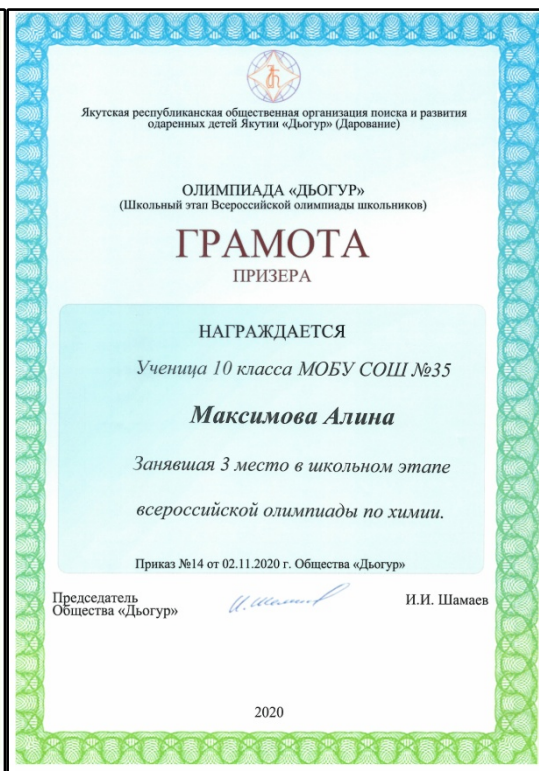 Якутская республиканская общественная организация поиска и развития
одаренных детей Якутии «Дьогур» (Дарование)
ОЛИМПИАДА «ДЬОГУР»
(Школьный этап Всероссийской олимпиады школьников)
ГРАМОТА
ПРИЗЕРА
НАГРАЖДАЕТСЯ
Ученица 10 класса МОБУ СОШ №35
Максимова Алина
Занявшая 3 место в школьном этапе
всероссийской олимпиады по химии.
Приказ №14 от 02.11.2020 г. Общества «Дьогур»
Председатель
Общества «Дьогур»
И.И. Шамаев
2020